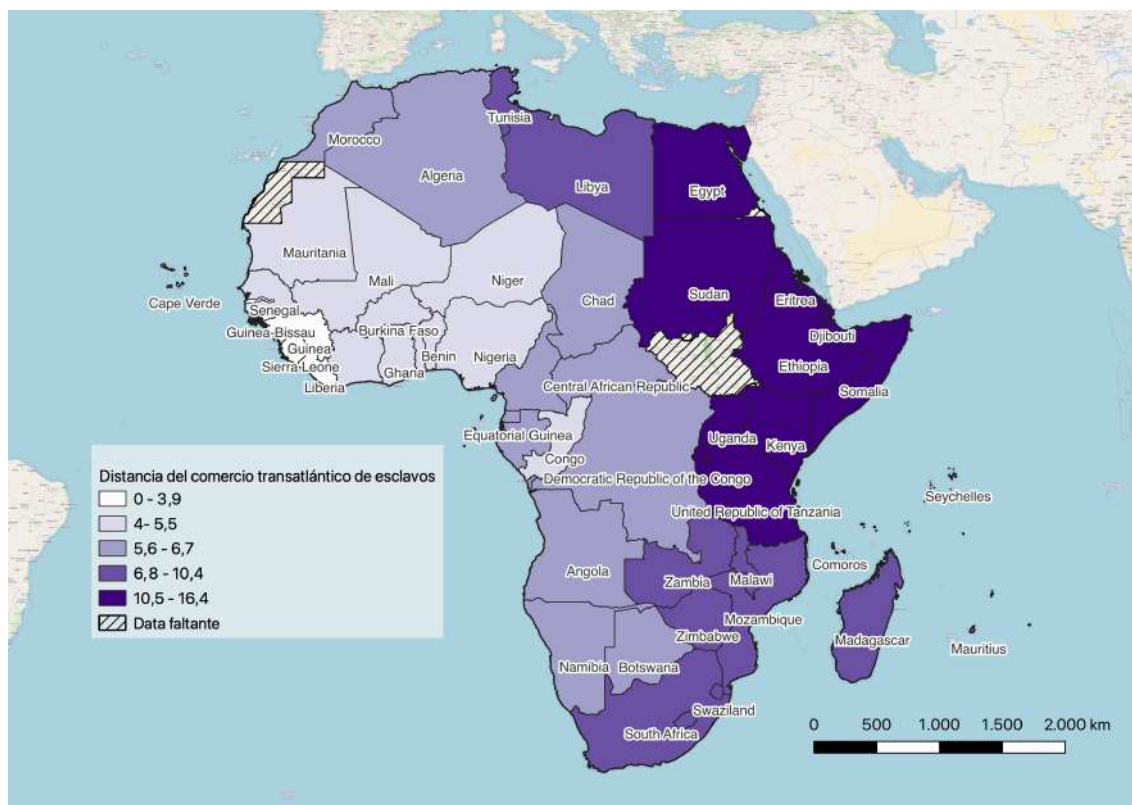 Tunisia
Morocco
Algeria
Libya
Egypt
Mauritania
Mali
Niger
Chad
Sudan
Eritrea
Cape Verde
Senegal
Guinea-Bissau
Burkina Faso
Djibouti
Guinea
Benin
Nigeria
Ethiopia
Sierra Leone
Ghana
Liberia
Central African Republic
Somalia
Equatorial Guinea
Uganda
Kenya
Congo
Democratic Republic of the Congo
Seychelles
United Republic of Tanzania
Comoros
Angola
Zambia
Malawi
Mozambique
Zimbabwe
Madagascar
Mauritius
Namibia
Botswana
Swaziland
South Africa
Distancia del comercio transatlántico de esclavos
0 - 3,9
4- 5,5
5,6 - 6,7
6,8 - 10,4
10,5 - 16,4
Data faltante
0 500 1.000 1.500 2.000 km